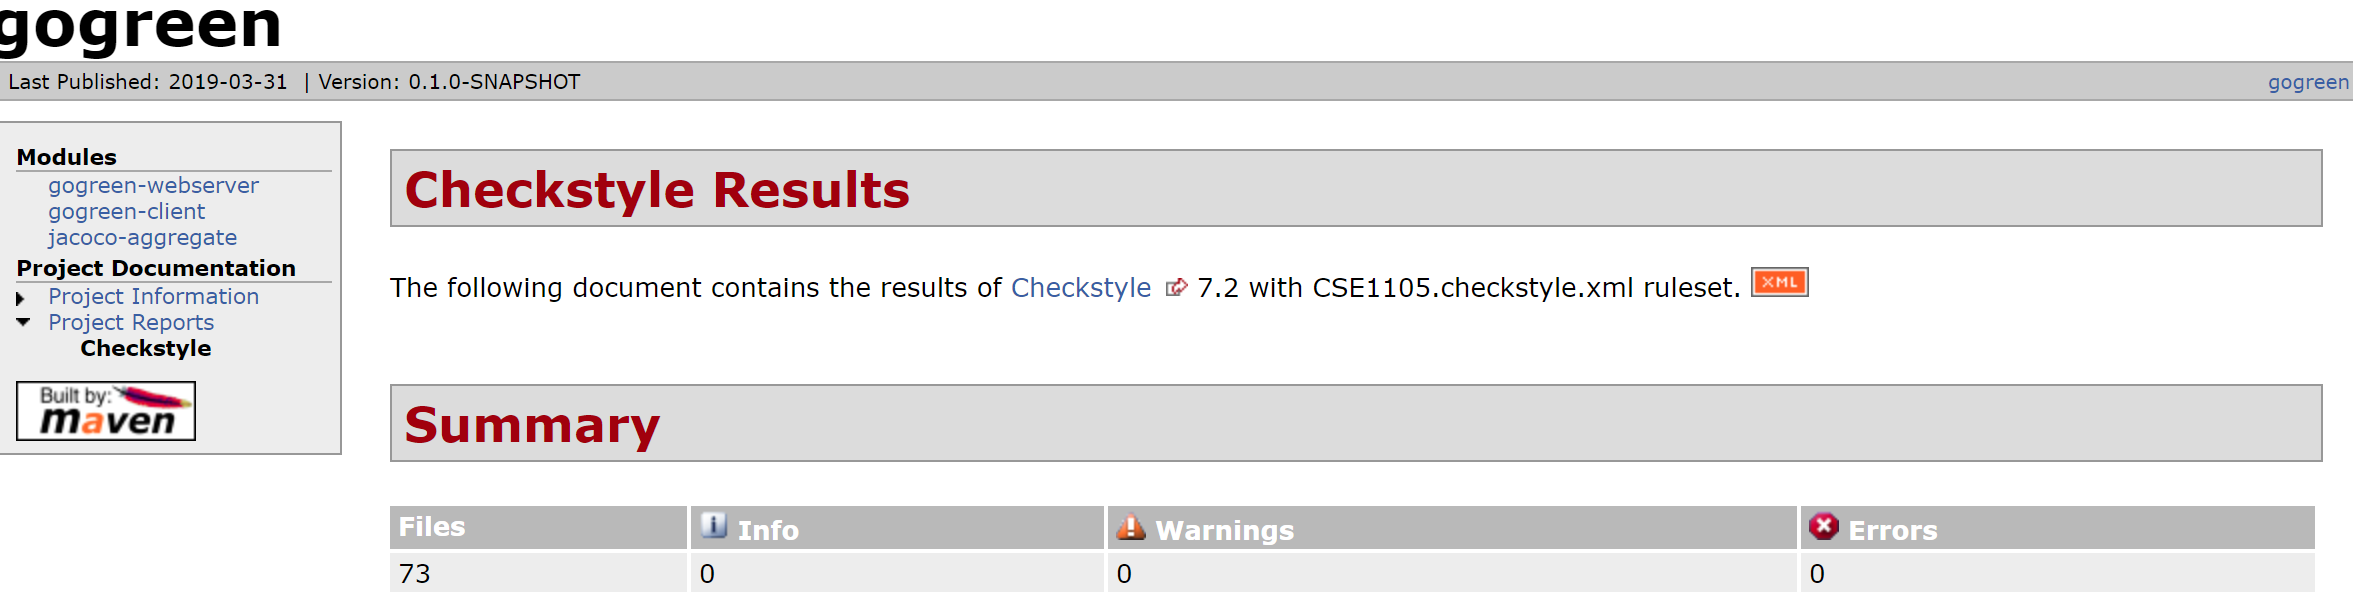 gogreen
Last Published: 2019-03-31 | Version: 0.1.0-SNAPSHOT
gogreen
Modules
gogreen-webserver
gogreen-client
jacoco-aggregate
Project Documentation
Project Information
Project Reports
Checkstyle
Built by:
maven
Checkstyle Results
The following document contains the results of Checkstyle 7.2 with CSE1105.checkstyle.xml ruleset. XML
Summary
Files Info Warnings Errors
73 0 0 0